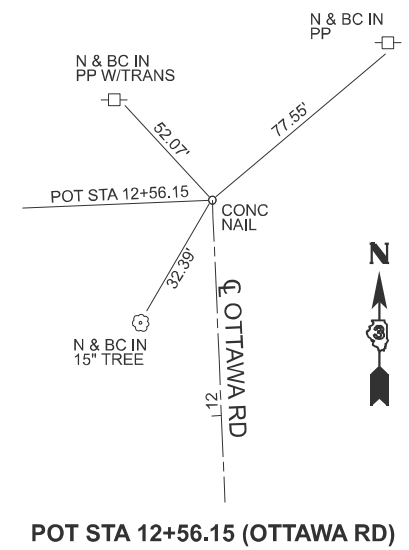 N & BC IN
PP
N & BC IN
PP W/TRANS
52.07'
77.55'
POT STA 12+56.15
CONC
NAIL
32.39'
N & BC IN
15" TREE
℄ OTTAWA RD
12
N
3
POT STA 12+56.15 (OTTAWA RD)